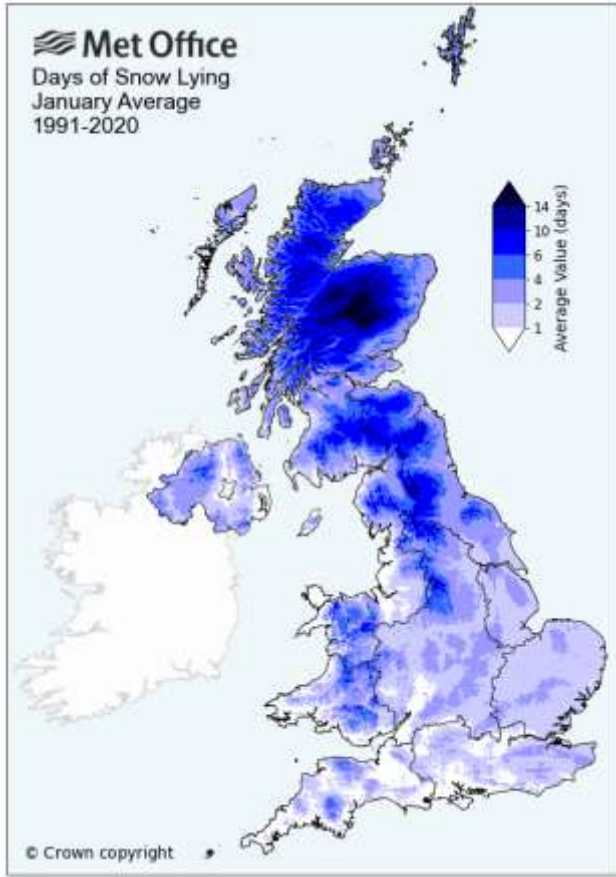 Met Office
Days of Snow Lying
January Average
1991-2020
14
10
6
4
2
1
Average Value (days)
© Crown copyright